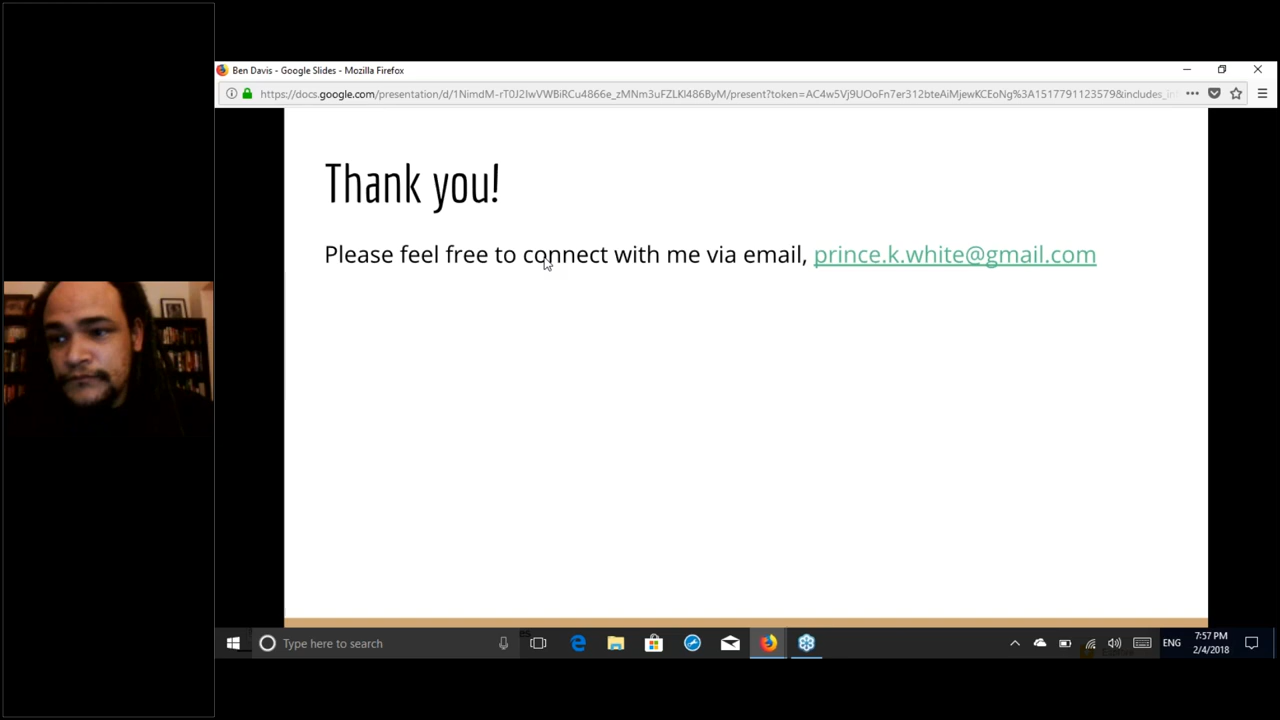 Ben Davis - Google Slides - Mozilla Firefox
Thank you!
Please feel free to connect with me via email, prince.k.white@gmail.com
Type here to search
ENG
7:57 PM
2/4/2018